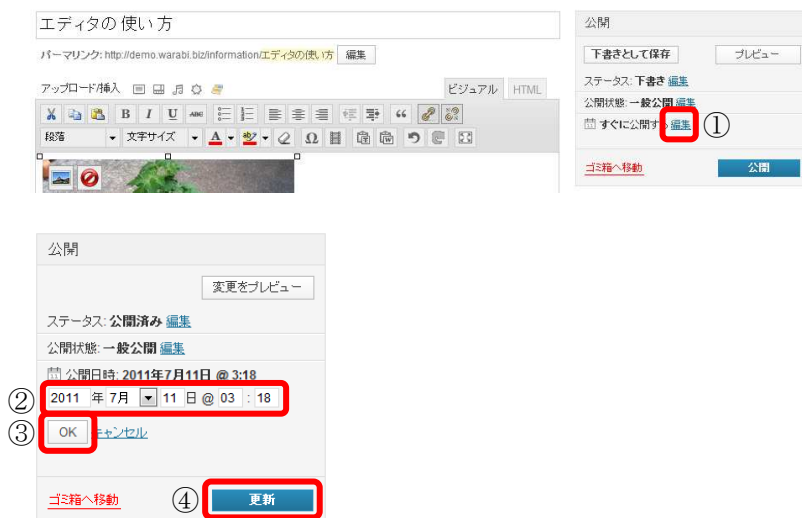 エディタの使い方
パーマリンク: http://demo.warabi.biz/information/エディタの使い方 編集
アップロード/挿入
ビジュアル HTML
B I U ABC
段落 文字サイズ A ab Ω
公開
下書きとして保存 プレビュー
ステータス: 下書き 編集
公開状態: 一般公開 編集
すぐに公開する 編集 ①
ゴミ箱へ移動 公開
公開
変更をプレビュー
ステータス: 公開済み 編集
公開状態: 一般公開 編集
公開日時: 2011年7月11日 @ 3:18
② 2011 年 7月 11 日 @ 03 : 18
③ OK キャンセル
ゴミ箱へ移動 ④ 更新